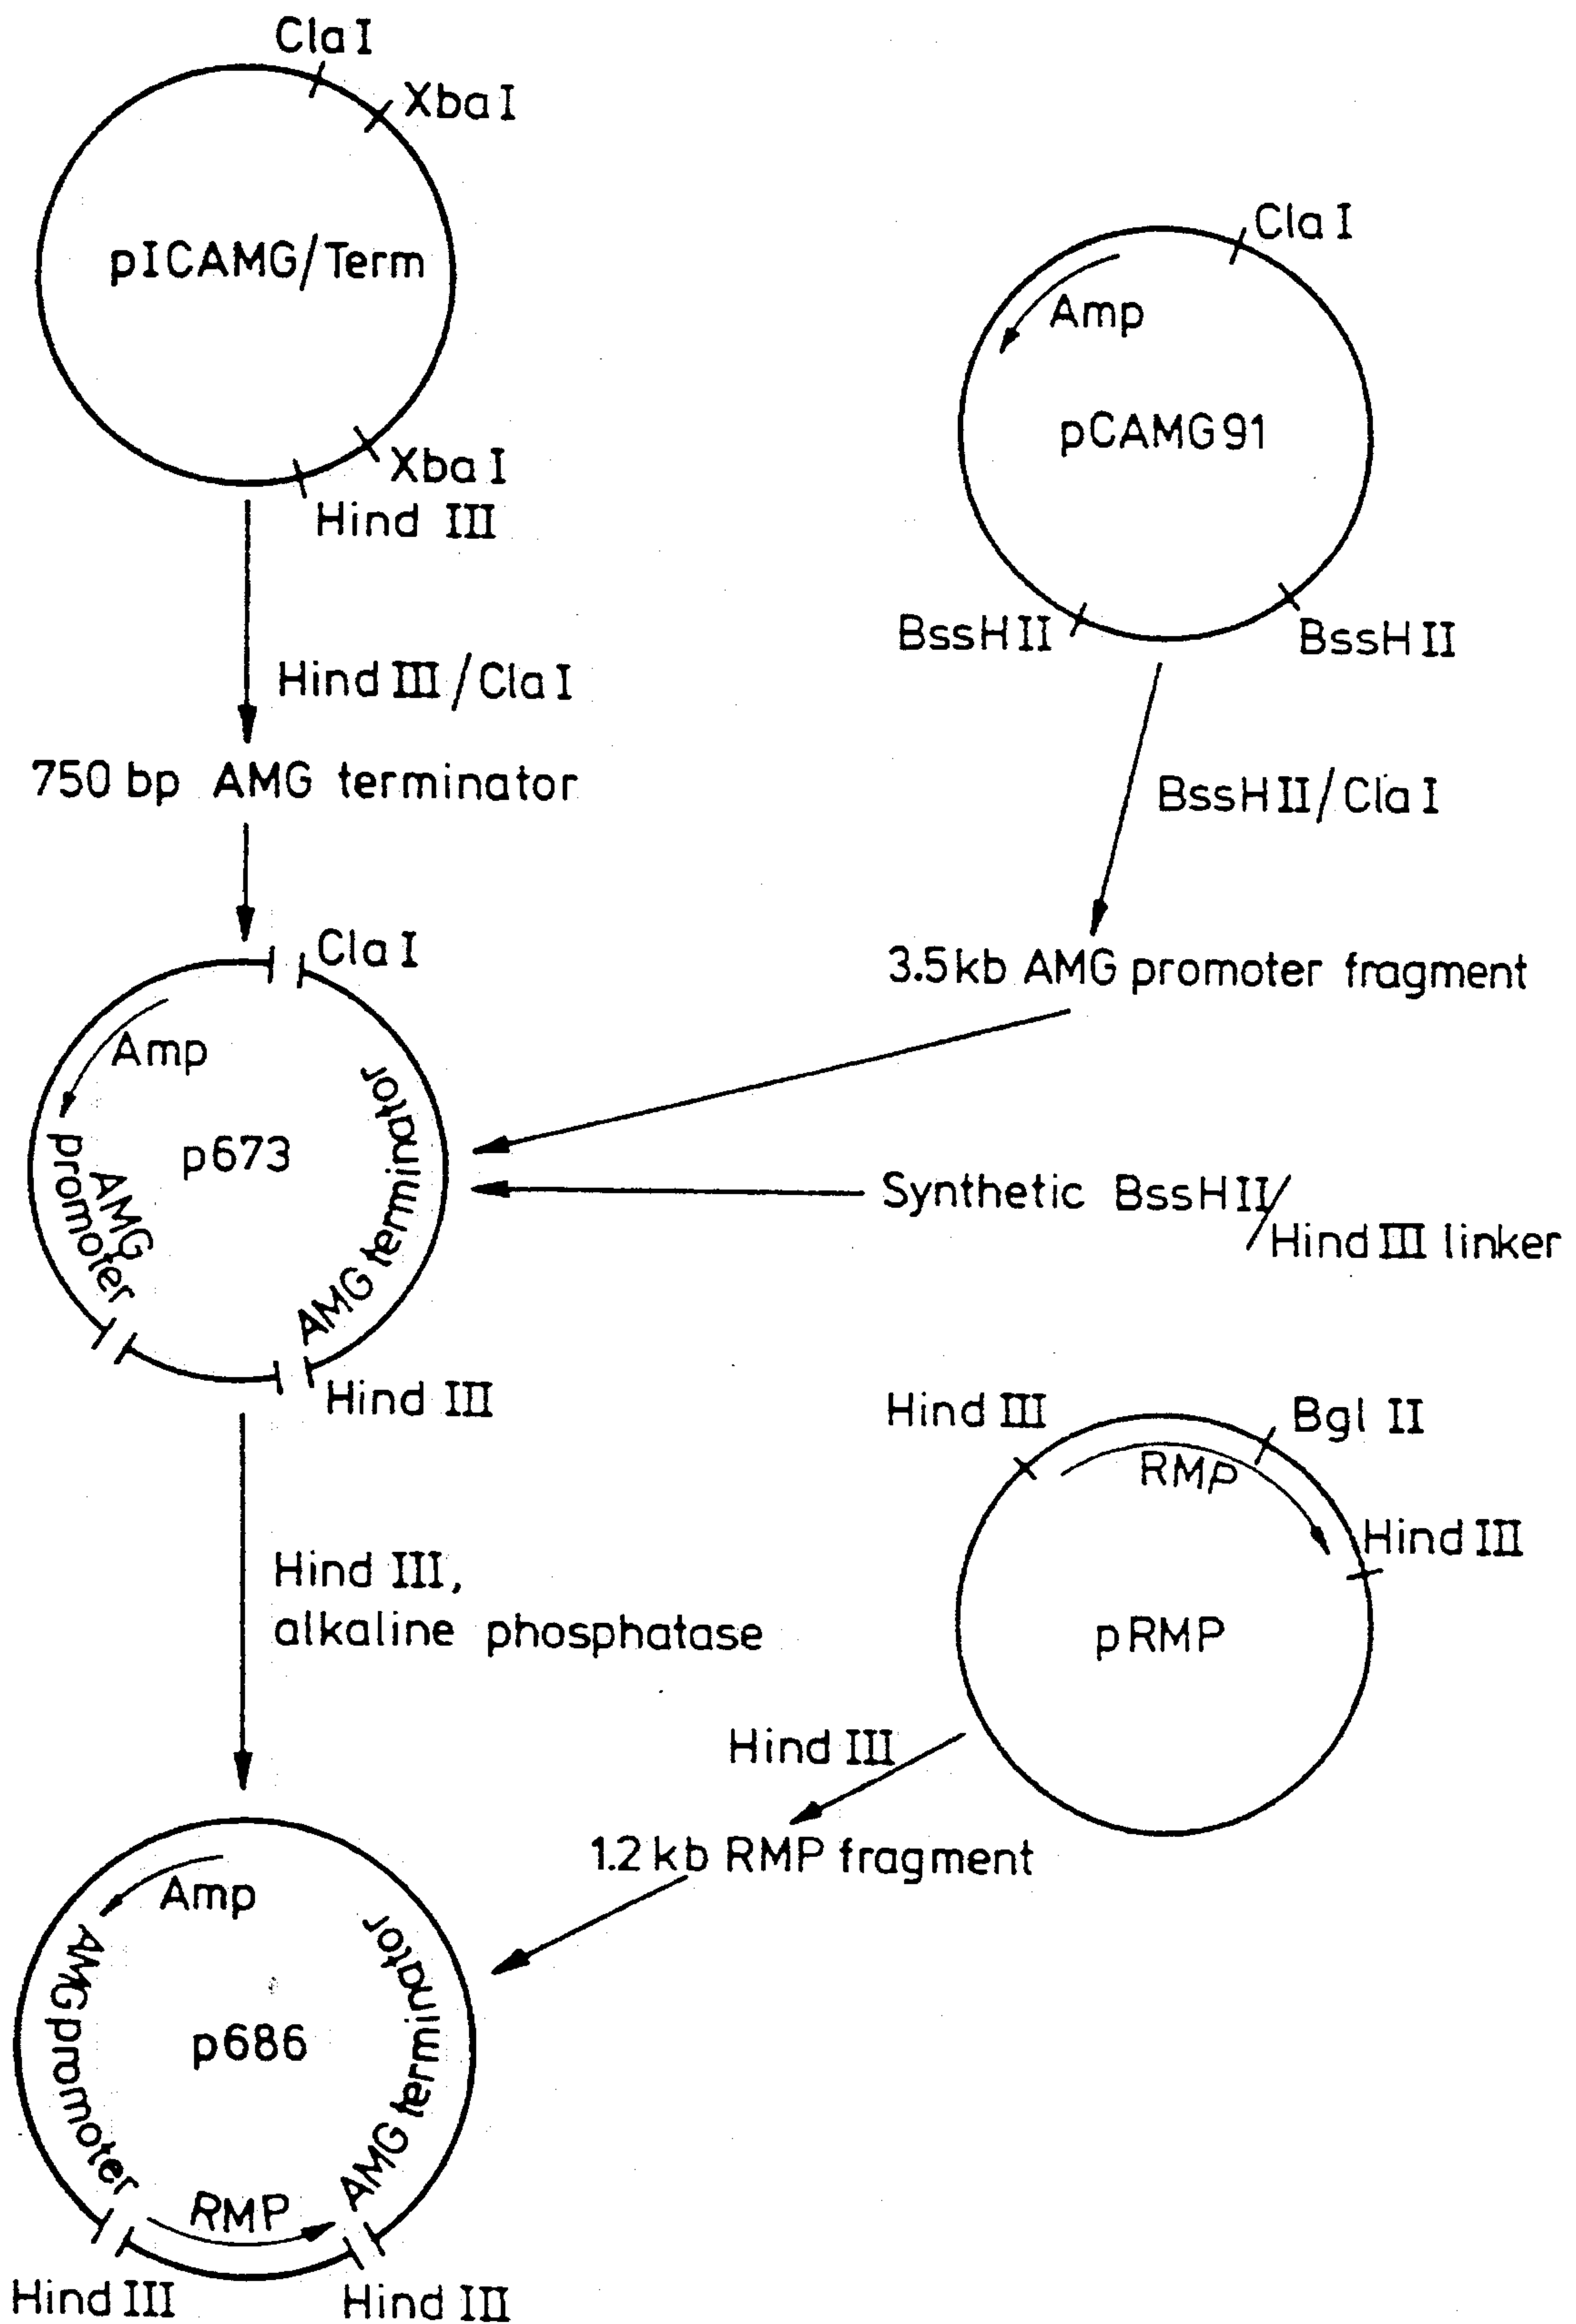 Cla I
Xba I
pICAMG/Term
Xba I
Hind III
Cla I
Amp
pCAMG91
BssH II
BssH II
Hind III/Cla I
750 bp AMG terminator
BssH II/Cla I
3.5kb AMG promoter fragment
Cla I
Amp
p673
AMG
promoter
AMG terminator
Hind III
Synthetic BssH II/
Hind III linker
Hind III
Bgl II
RMP
Hind III
pRMP
Hind III,
alkaline phosphatase
Hind III
1.2 kb RMP fragment
Amp
AMG promoter
p686
AMG terminator
RMP
Hind III
Hind III